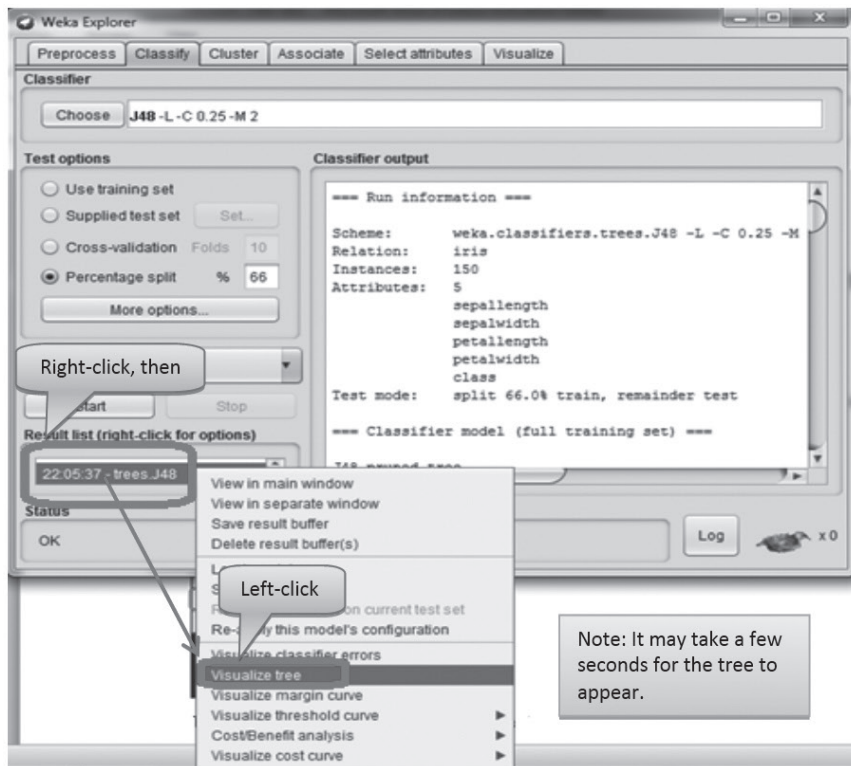 Weka Explorer
Preprocess Classify Cluster Associate Select attributes Visualize
Classifier
Choose J48 -L -C 0.25 -M 2
Test options
Use training set
Supplied test set Set...
Cross-validation Folds 10
Percentage split % 66
More options...
Right-click, then
Start Stop
Result list (right-click for options)
22:05:37 - trees.J48
Status
OK
Classifier output
=== Run information ===
Scheme: weka.classifiers.trees.J48 -L -C 0.25 -M
Relation: iris
Instances: 150
Attributes: 5
sepallength
sepalwidth
petallength
petalwidth
class
Test mode: split 66.0% train, remainder test
=== Classifier model (full training set) ===
J48 pruned tree
View in main window
View in separate window
Save result buffer
Delete result buffer(s)
Left-click
on current test set
this model's configuration
Visualize classifier errors
Visualize tree
Visualize margin curve
Visualize threshold curve
Cost/Benefit analysis
Visualize cost curve
Log x 0
Note: It may take a few
seconds for the tree to
appear.